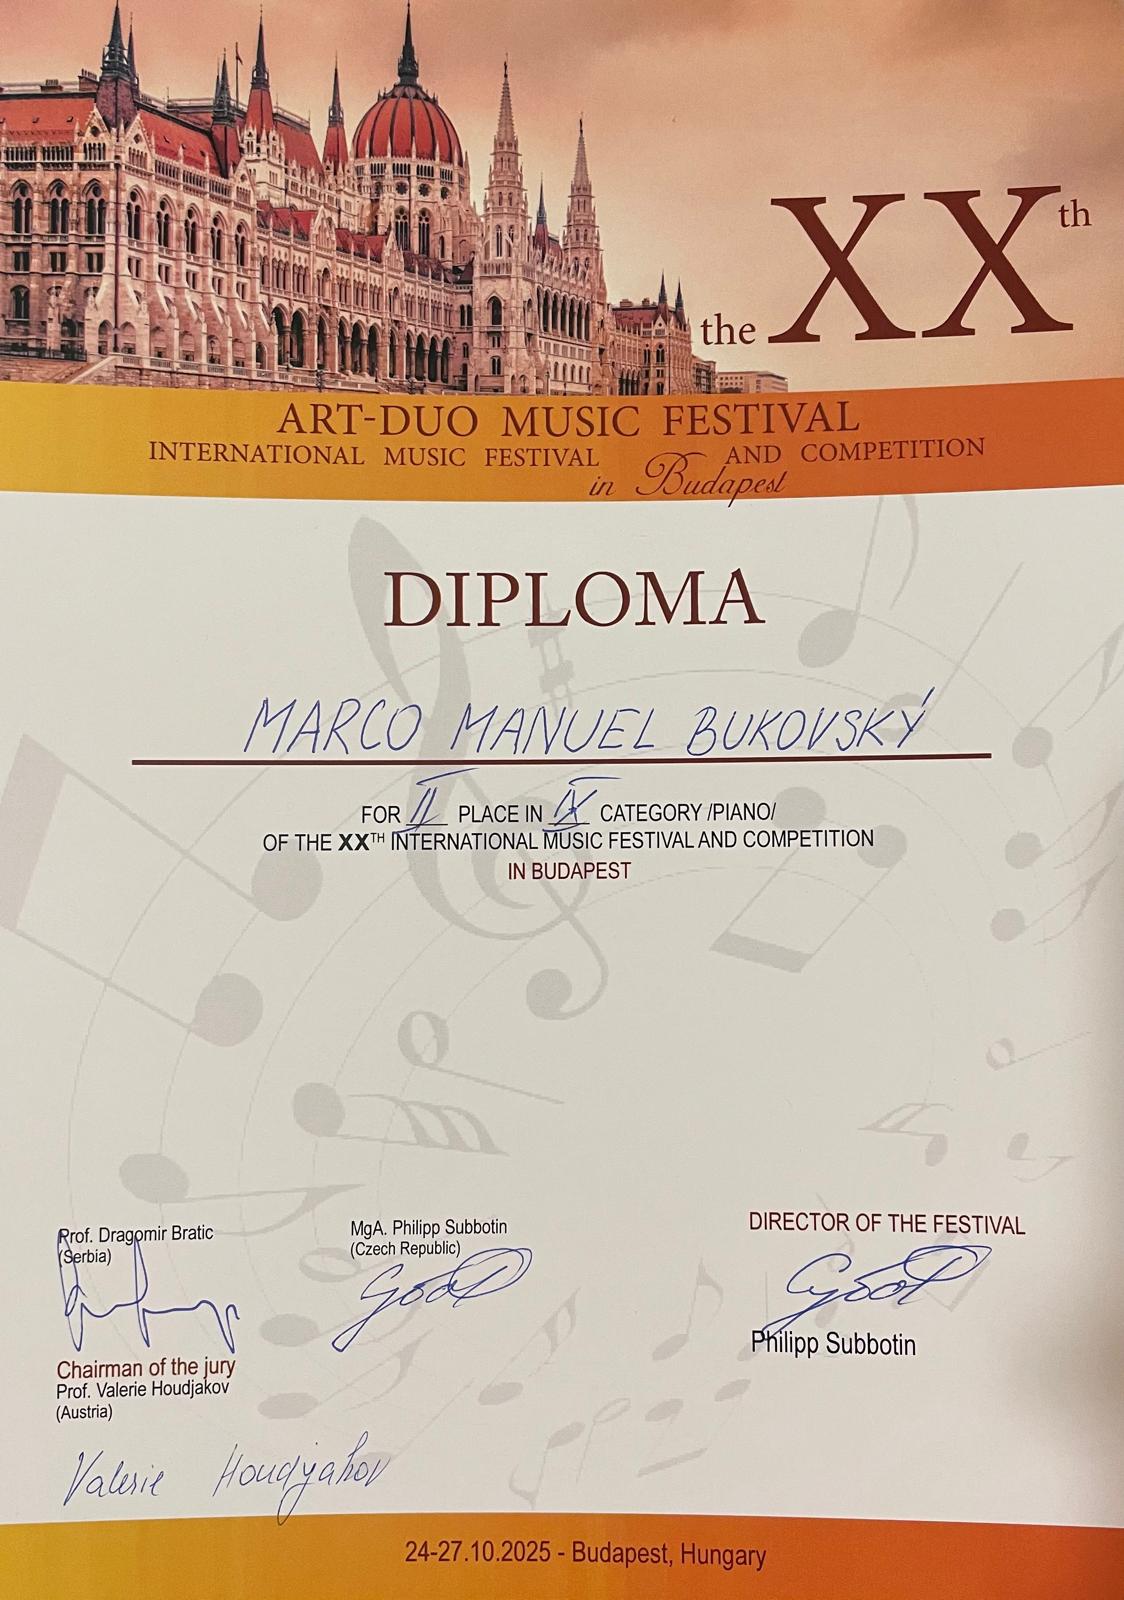 the XXth
ART-DUO MUSIC FESTIVAL
INTERNATIONAL MUSIC FESTIVAL AND COMPETITION
in Budapest
DIPLOMA
MARCO MANUEL BUKOVSKÝ
FOR II PLACE IN IX CATEGORY /PIANO/
OF THE XXTH INTERNATIONAL MUSIC FESTIVAL AND COMPETITION
IN BUDAPEST
Prof. Dragomir Bratic
(Serbia)
Chairman of the jury
Prof. Valerie Houdjakov
(Austria)
Valerie Houdjakov
MgA. Philipp Subbotin
(Czech Republic)
DIRECTOR OF THE FESTIVAL
Philipp Subbotin
24-27.10.2025 - Budapest, Hungary